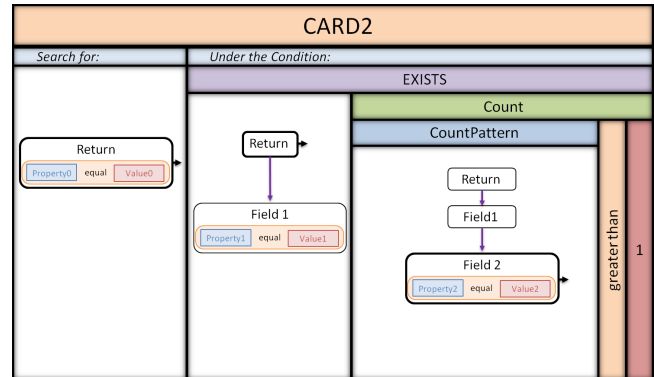 CARD2
Search for:
Under the Condition:
EXISTS
Count
CountPattern
Return
Property0 equal Value0
Return
Field 1
Property1 equal Value1
Return
Field1
Field 2
Property2 equal Value2
greater than
1